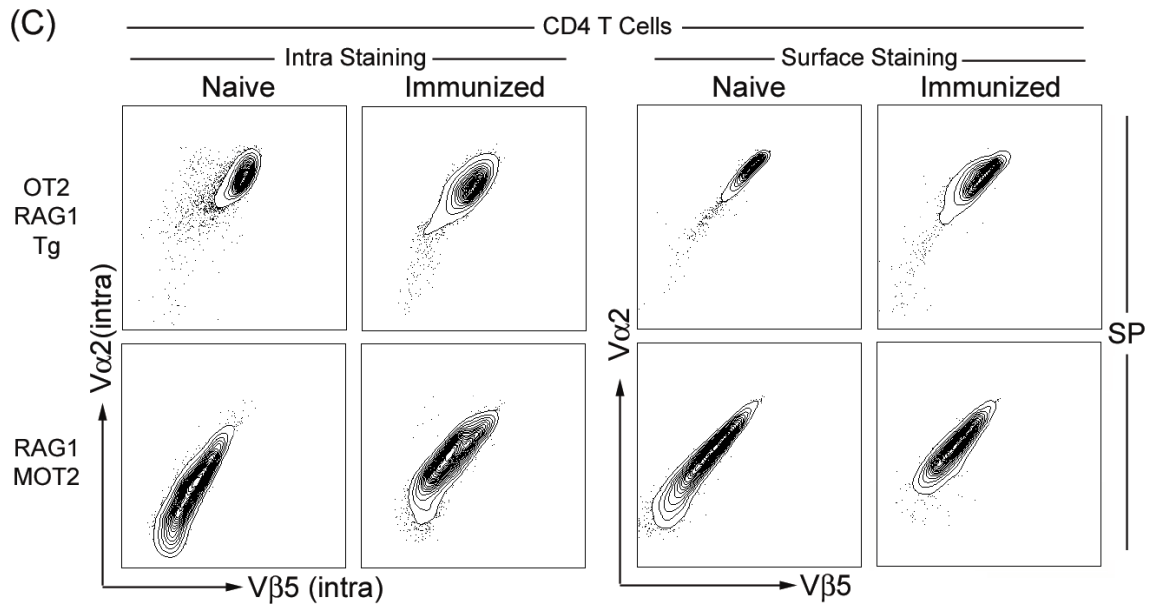 (C)
CD4 T Cells
Intra Staining
Surface Staining
Naive
Immunized
Naive
Immunized
OT2
RAG1
Tg
Vα2(intra)
Vα2
SP
RAG1
MOT2
Vβ5 (intra)
Vβ5